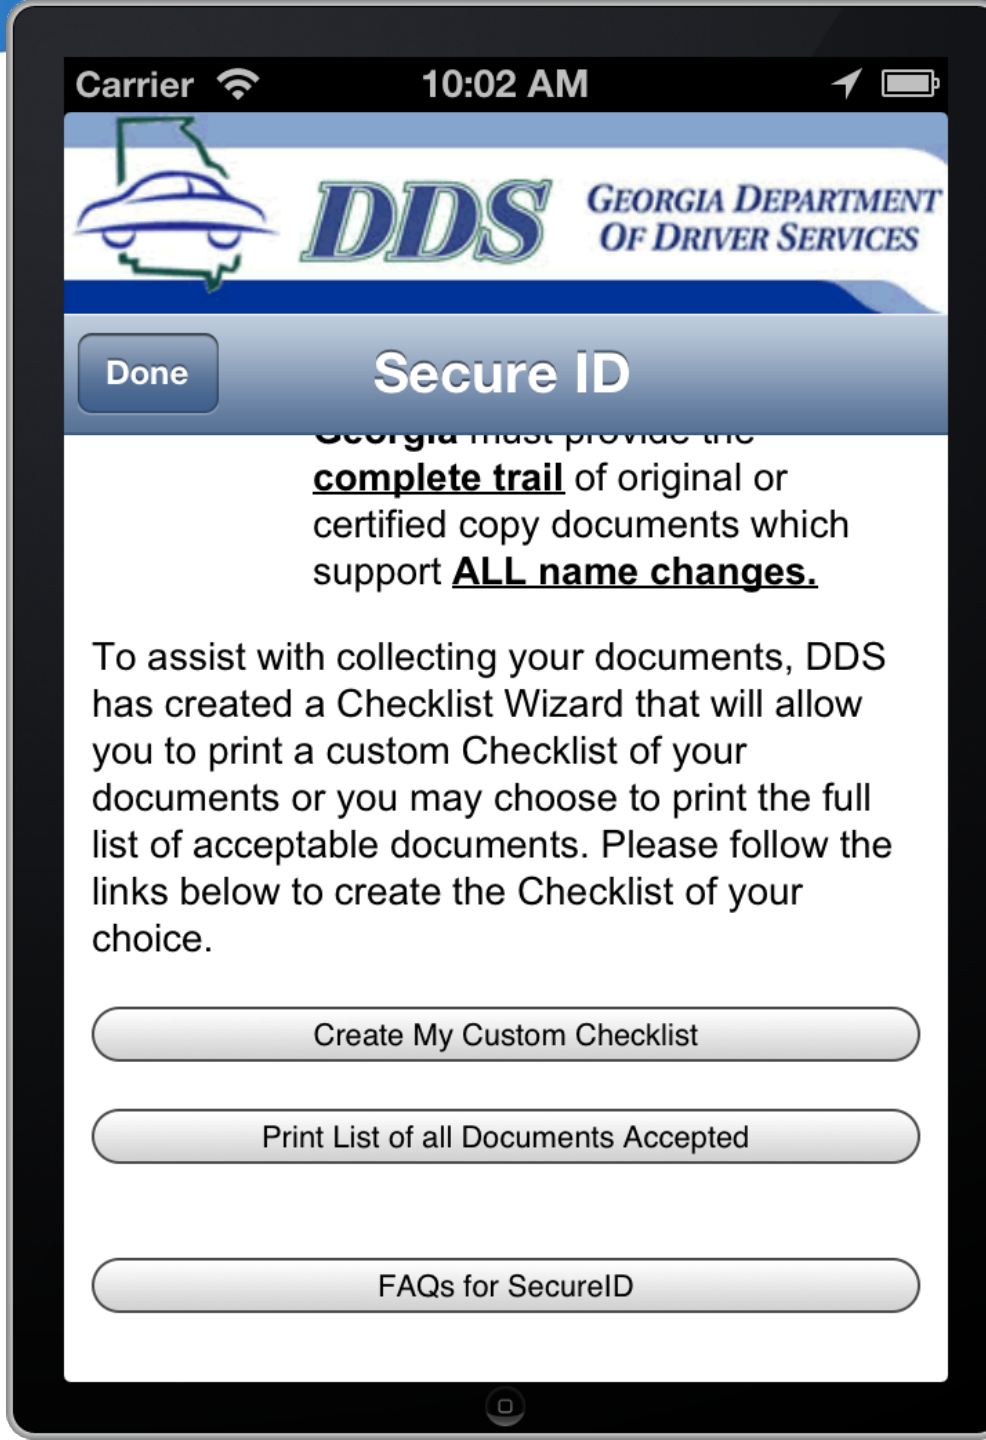 Carrier 10:02 AM
DDS GEORGIA DEPARTMENT
OF DRIVER SERVICES
Done Secure ID
Georgia must provide the
complete trail of original or
certified copy documents which
support ALL name changes.
To assist with collecting your documents, DDS
has created a Checklist Wizard that will allow
you to print a custom Checklist of your
documents or you may choose to print the full
list of acceptable documents. Please follow the
links below to create the Checklist of your
choice.
Create My Custom Checklist
Print List of all Documents Accepted
FAQs for SecureID